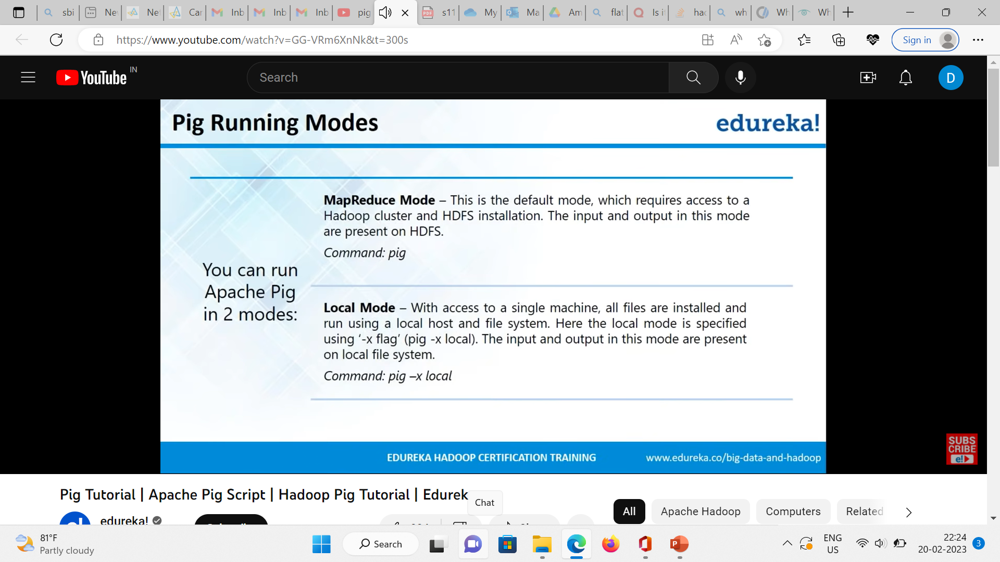 sbi
Ne
Ne
Car
Inb
Inb
Inb
pig
s11
My
Ma
Am
flat
Is i
hac
wh
Wh
Wh
https://www.youtube.com/watch?v=GG-VRm6XnNk&t=300s
Sign in
YouTube IN
Search
D
Pig Running Modes
edureka!
MapReduce Mode – This is the default mode, which requires access to a
Hadoop cluster and HDFS installation. The input and output in this mode
are present on HDFS.
Command: pig
You can run
Apache Pig
in 2 modes:
Local Mode – With access to a single machine, all files are installed and
run using a local host and file system. Here the local mode is specified
using ‘-x flag’ (pig -x local). The input and output in this mode are present
on local file system.
Command: pig –x local
SUBS
CRIBE
e!
EDUREKA HADOOP CERTIFICATION TRAINING
www.edureka.co/big-data-and-hadoop
Pig Tutorial | Apache Pig Script | Hadoop Pig Tutorial | Edurek
Chat
All
Apache Hadoop
Computers
Related
edureka!
81°F
Partly cloudy
Search
ENG
US
22:24
20-02-2023
3